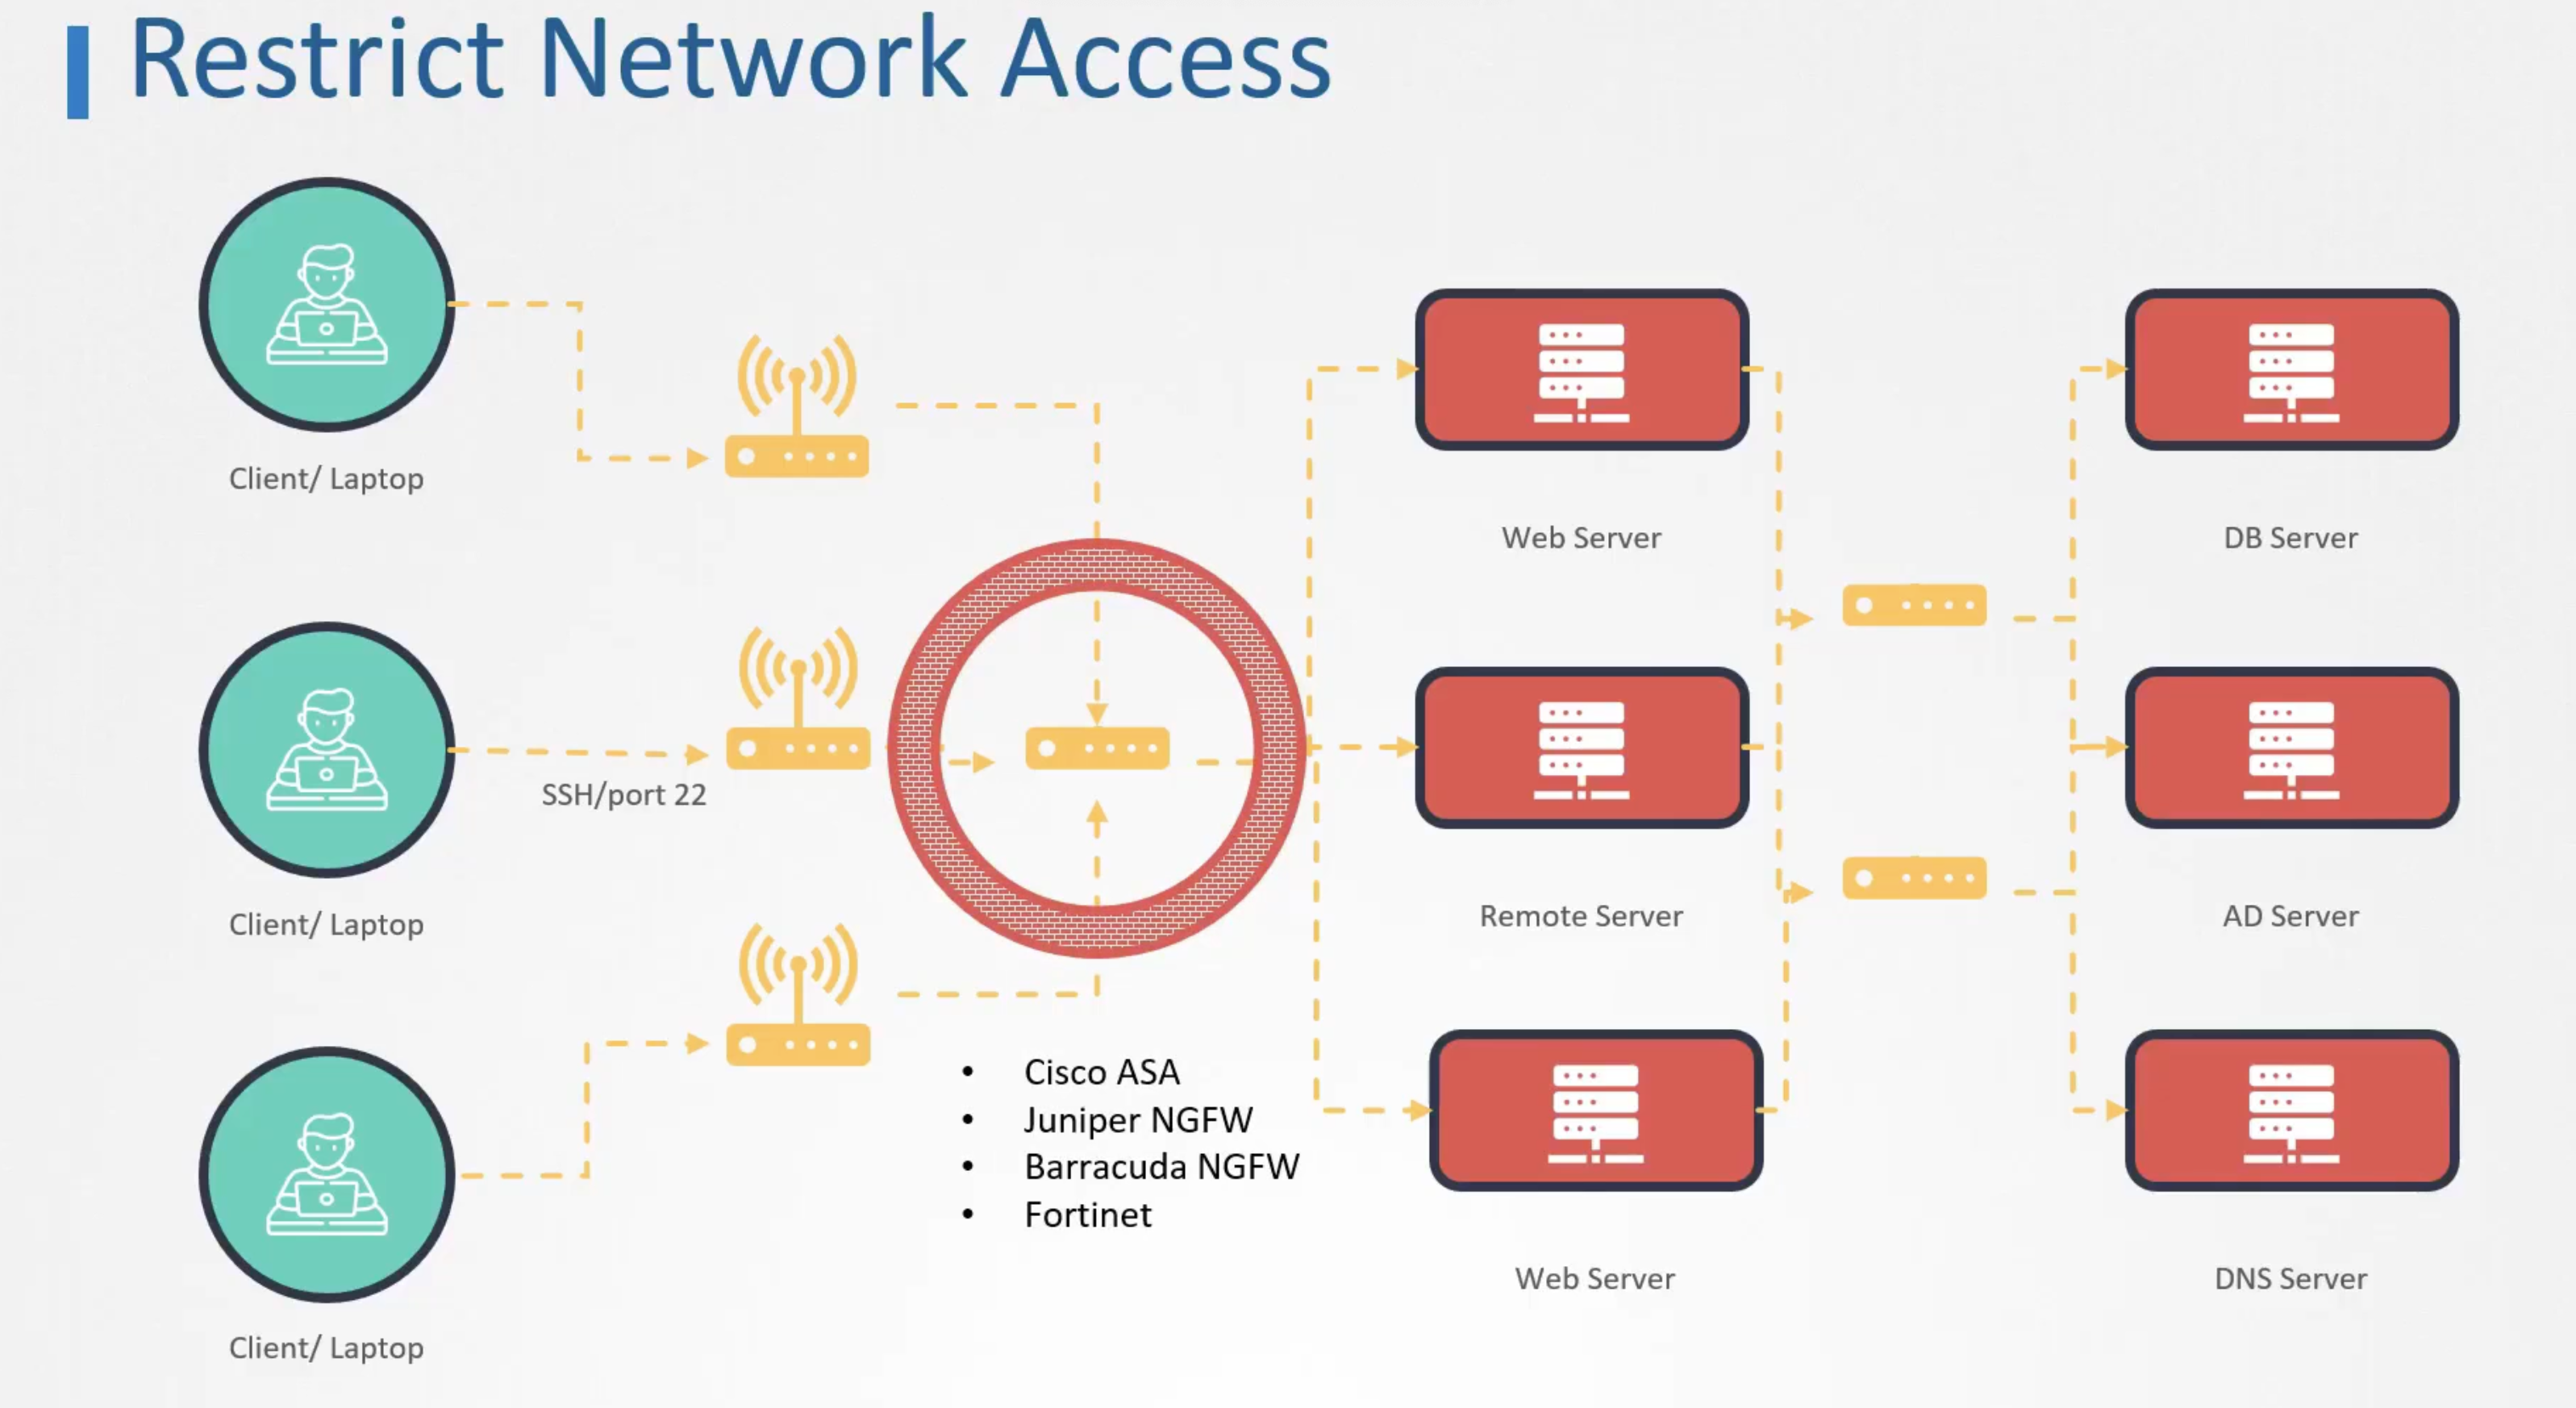 Restrict Network Access
Client/ Laptop
Web Server
DB Server
SSH/port 22
Client/ Laptop
Remote Server
AD Server
• Cisco ASA
• Juniper NGFW
• Barracuda NGFW
• Fortinet
Web Server
DNS Server
Client/ Laptop